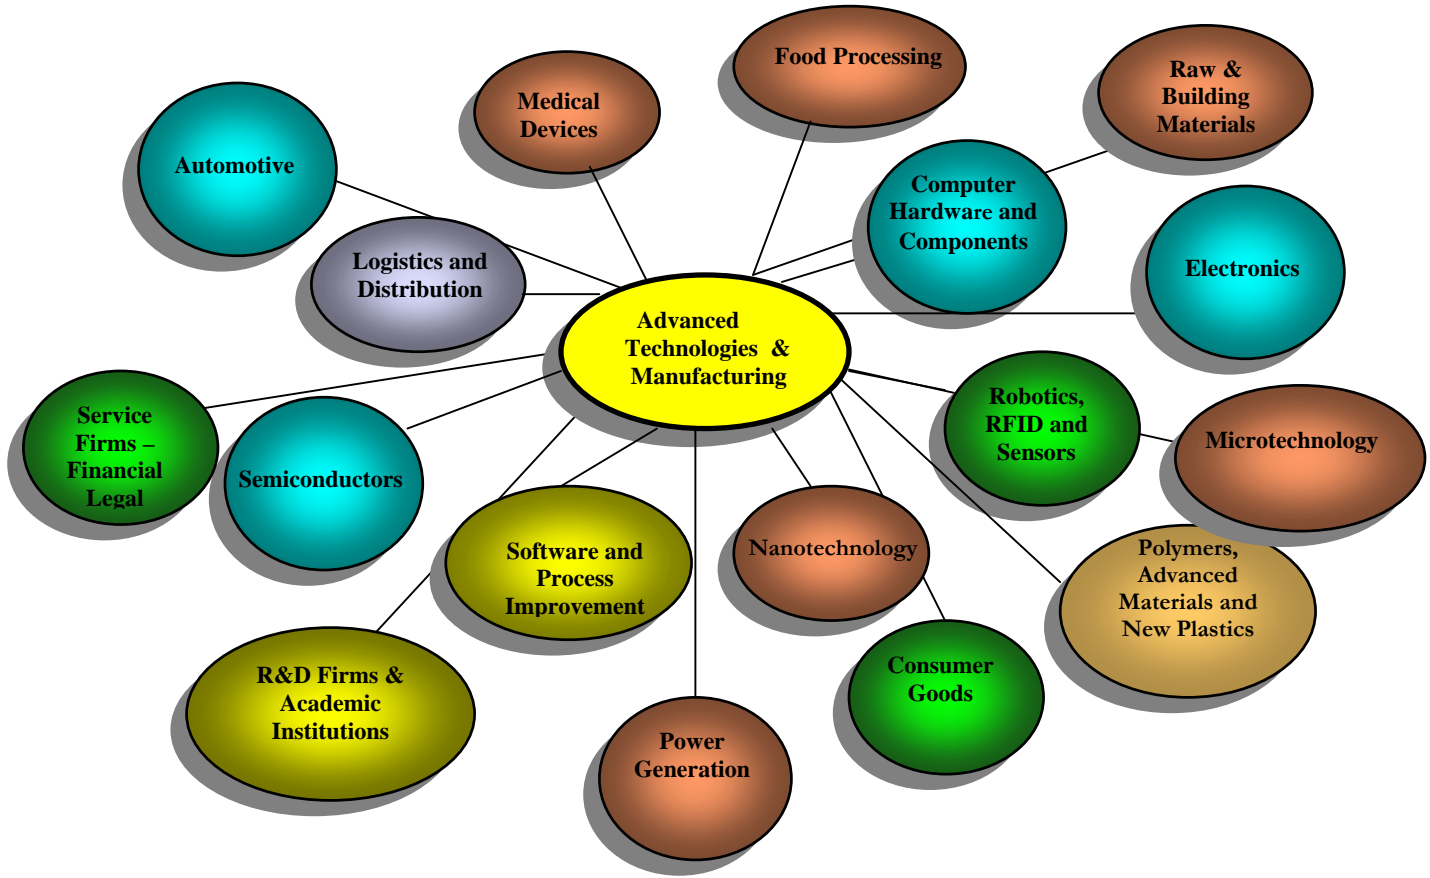 Food Processing
Raw &
Building
Materials
Medical
Devices
Automotive
Computer
Hardware and
Components
Logistics and
Distribution
Electronics
Advanced
Technologies  &
Manufacturing
Service
Firms –
Financial
Legal
Robotics,
RFID and
Sensors
Microtechnology
Semiconductors
Software and
Process
Improvement
Nanotechnology
Polymers,
Advanced
Materials and
New Plastics
R&D Firms &
Academic
Institutions
Consumer
Goods
Power
Generation